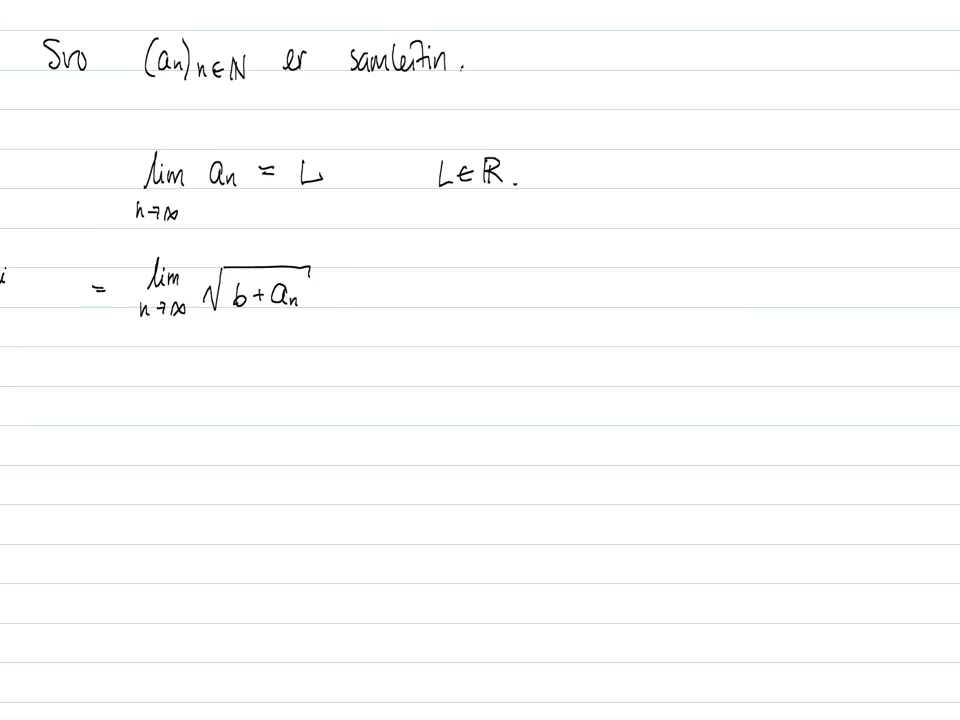 Svo (aₙ)ₙ∈ℕ er samleitin.
lim aₙ = L L∈ℝ.
n→∞
i = lim √(6+aₙ)
n→∞